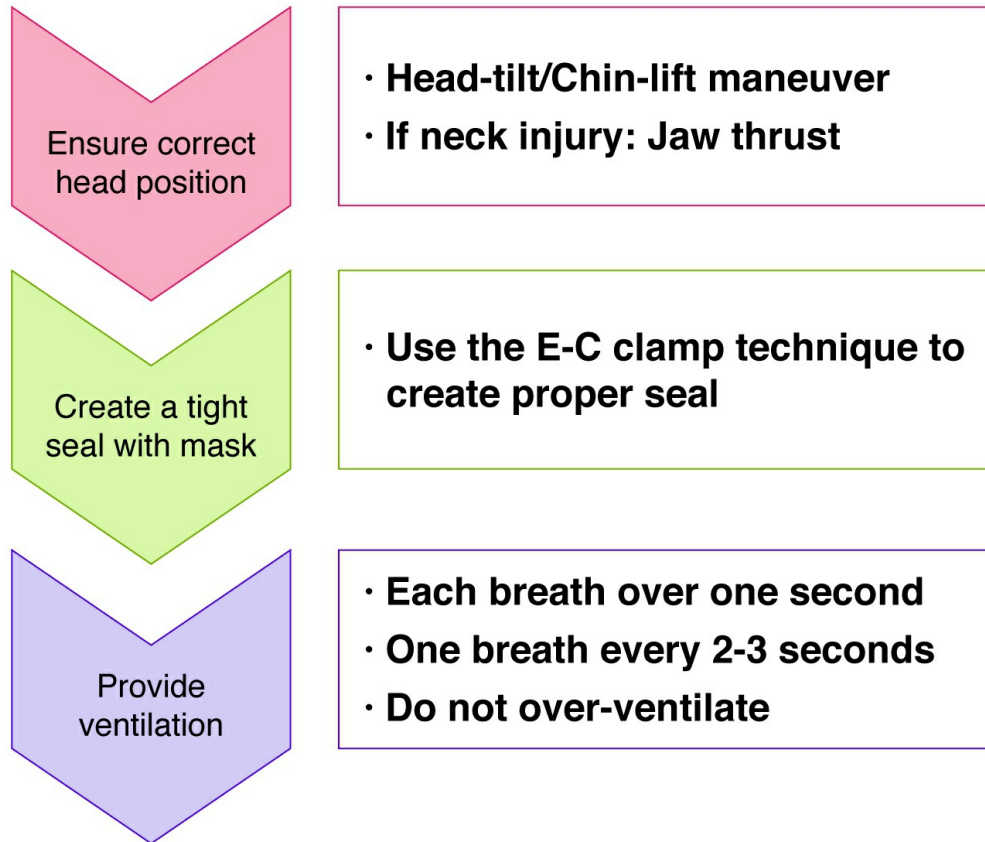 Ensure correct
head position
· Head-tilt/Chin-lift maneuver
· If neck injury: Jaw thrust
Create a tight
seal with mask
· Use the E-C clamp technique to
create proper seal
Provide
ventilation
· Each breath over one second
· One breath every 2-3 seconds
· Do not over-ventilate